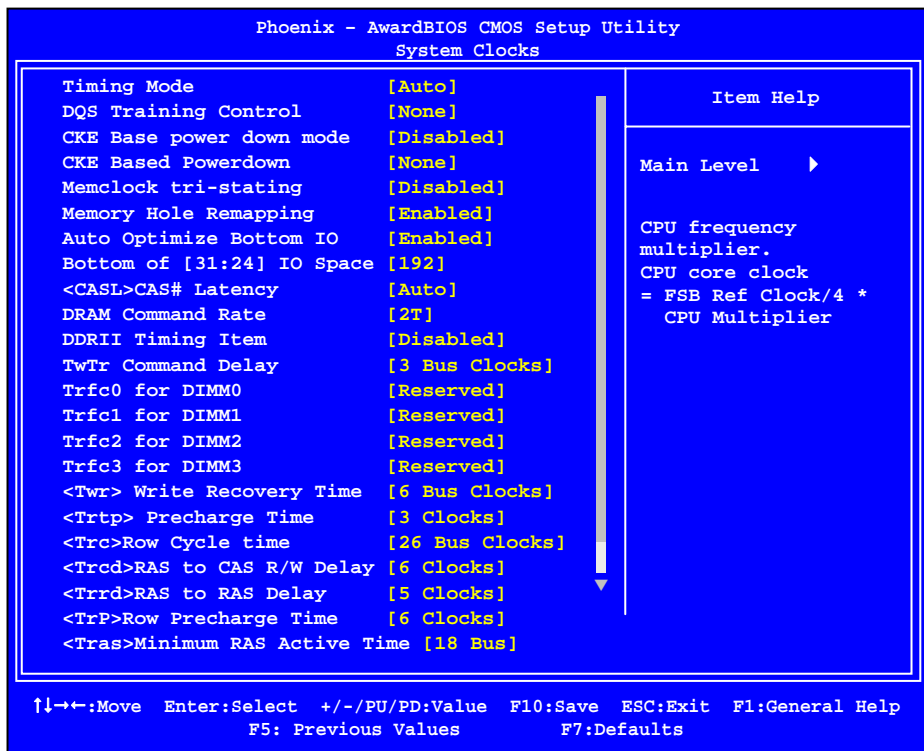 Phoenix – AwardBIOS CMOS Setup Utility
System Clocks
Timing Mode [Auto]
DQS Training Control [None]
CKE Base power down mode [Disabled]
CKE Based Powerdown [None]
Memclock tri-stating [Disabled]
Memory Hole Remapping [Enabled]
Auto Optimize Bottom IO [Enabled]
Bottom of [31:24] IO Space [192]
<CASL>CAS# Latency [Auto]
DRAM Command Rate [2T]
DDRII Timing Item [Disabled]
TwTr Command Delay [3 Bus Clocks]
Trfc0 for DIMM0 [Reserved]
Trfc1 for DIMM1 [Reserved]
Trfc2 for DIMM2 [Reserved]
Trfc3 for DIMM3 [Reserved]
<Twr> Write Recovery Time [6 Bus Clocks]
<Trtp> Precharge Time [3 Clocks]
<Trc>Row Cycle time [26 Bus Clocks]
<Trcd>RAS to CAS R/W Delay [6 Clocks]
<Trrd>RAS to RAS Delay [5 Clocks]
<TrP>Row Precharge Time [6 Clocks]
<Tras>Minimum RAS Active Time [18 Bus]
Item Help
Main Level
CPU frequency
multiplier.
CPU core clock
= FSB Ref Clock/4 *
CPU Multiplier
↑↓→←:Move Enter:Select +/-/PU/PD:Value F10:Save ESC:Exit F1:General Help
F5: Previous Values F7:Defaults